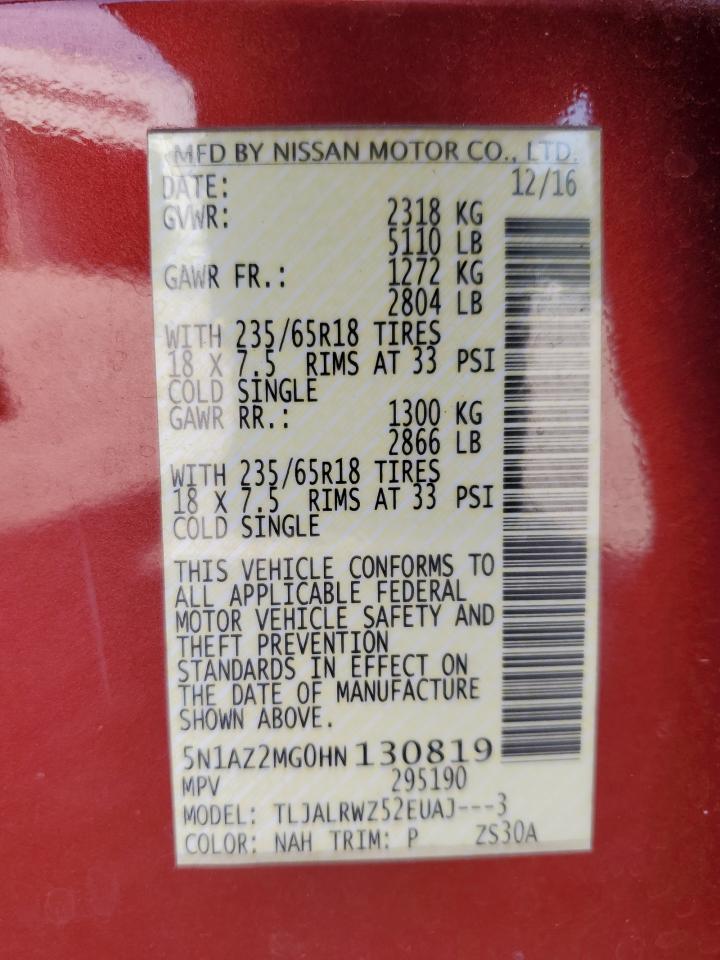 MFD BY NISSAN MOTOR CO., LTD.
DATE: 12/16
GVWR: 2318 KG
5110 LB
GAWR FR.: 1272 KG
2804 LB
WITH 235/65R18 TIRES
18 X 7.5 RIMS AT 33 PSI
COLD SINGLE
GAWR RR.: 1300 KG
2866 LB
WITH 235/65R18 TIRES
18 X 7.5 RIMS AT 33 PSI
COLD SINGLE
THIS VEHICLE CONFORMS TO
ALL APPLICABLE FEDERAL
MOTOR VEHICLE SAFETY AND
THEFT PREVENTION
STANDARDS IN EFFECT ON
THE DATE OF MANUFACTURE
SHOWN ABOVE.
5N1AZ2MG0HN130819
MPV 295190
MODEL: TLJALRWZ52EUAJ---3
COLOR: NAH TRIM: P ZS30A